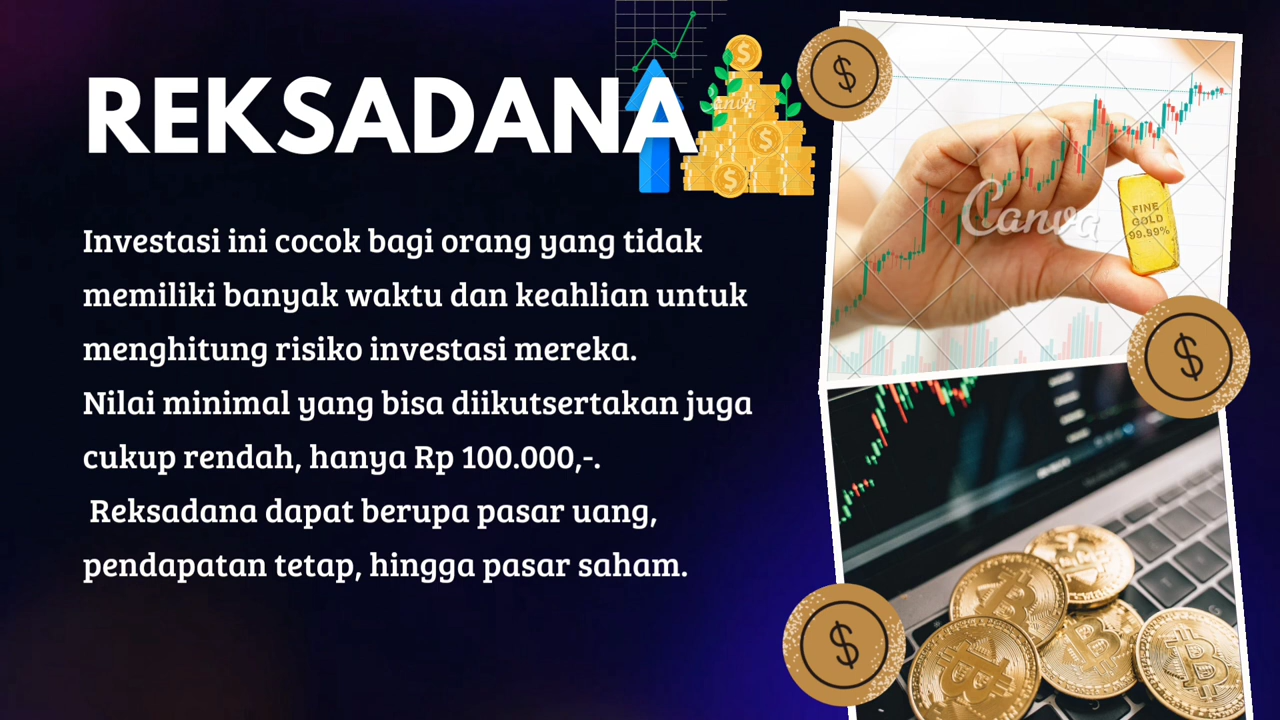 REKSADANA
Investasi ini cocok bagi orang yang tidak
memiliki banyak waktu dan keahlian untuk
menghitung risiko investasi mereka.
Nilai minimal yang bisa diikutsertakan juga
cukup rendah, hanya Rp 100.000,-.
Reksadana dapat berupa pasar uang,
pendapatan tetap, hingga pasar saham.
Canva
FINE
GOLD
99.99%
Canva